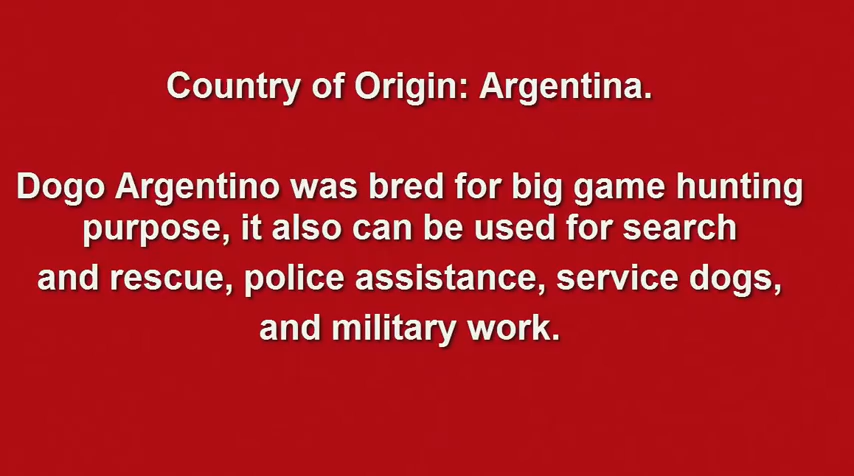 Country of Origin: Argentina.
Dogo Argentino was bred for big game hunting
purpose, it also can be used for search
and rescue, police assistance, service dogs,
and military work.